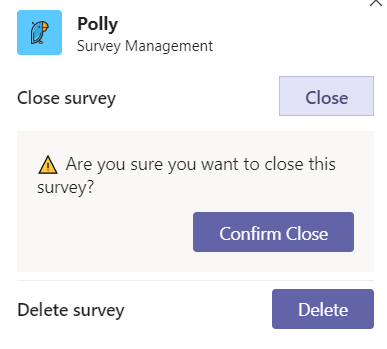 Polly
Survey Management
Close survey
Close
⚠ Are you sure you want to close this
survey?
Confirm Close
Delete survey
Delete